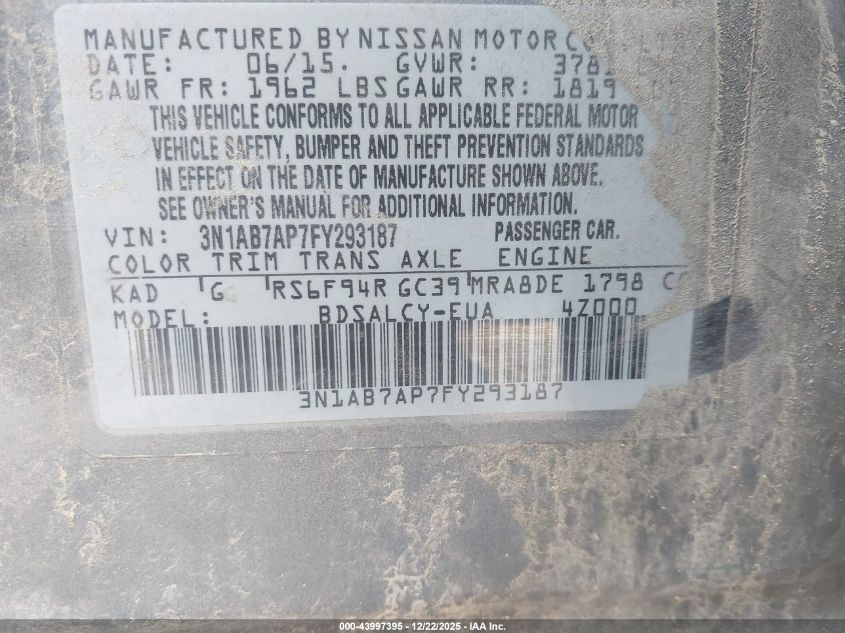 MANUFACTURED BY NISSAN MOTOR CO
DATE: 06/15. GVWR: 378
GAWR FR: 1962 LBS GAWR RR: 1819
THIS VEHICLE CONFORMS TO ALL APPLICABLE FEDERAL MOTOR
VEHICLE SAFETY, BUMPER AND THEFT PREVENTION STANDARDS
IN EFFECT ON THE DATE OF MANUFACTURE SHOWN ABOVE.
SEE OWNER'S MANUAL FOR ADDITIONAL INFORMATION.
VIN: 3N1AB7AP7FY293187 PASSENGER CAR.
COLOR TRIM TRANS AXLE ENGINE
KAD G RS6F94R GC39 MRA8DE 1798 CC
MODEL: BDSALCY-EUA 4Z000
3N1AB7AP7FY293187
000-43997395 - 12/22/2025 - IAA Inc.